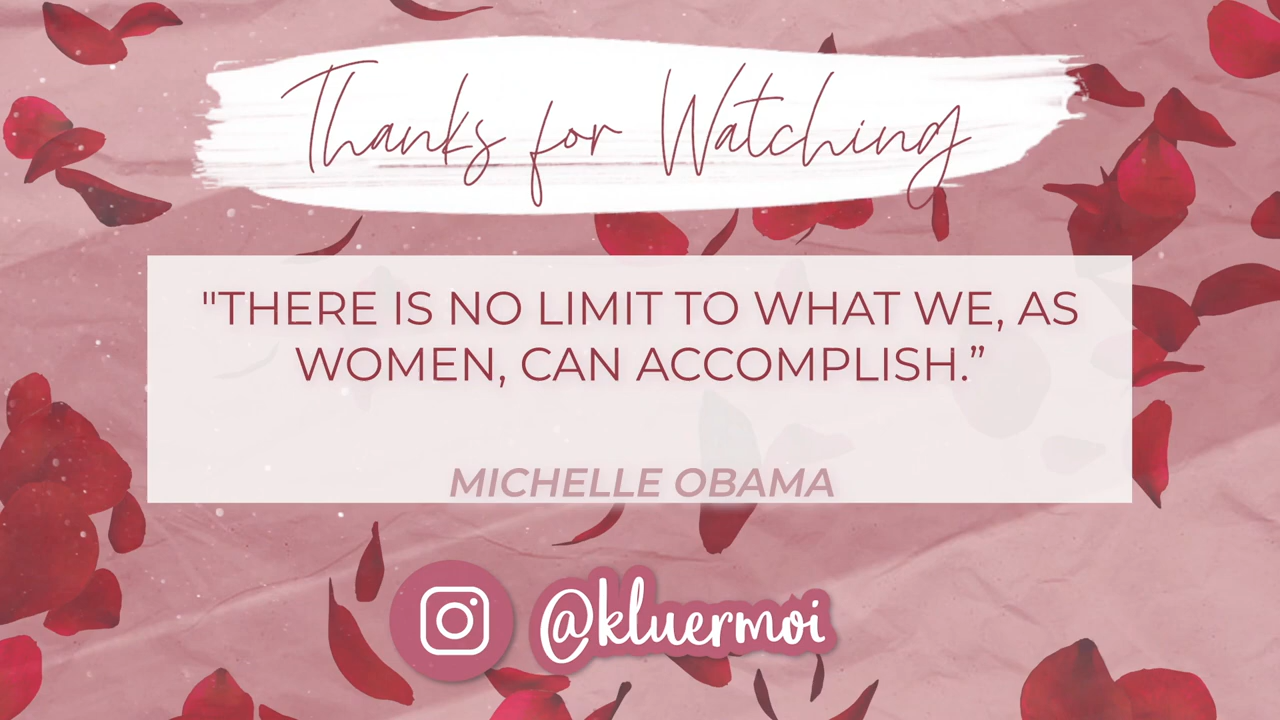 Thanks for Watching
"THERE IS NO LIMIT TO WHAT WE, AS
WOMEN, CAN ACCOMPLISH.”
MICHELLE OBAMA
@kluermoi